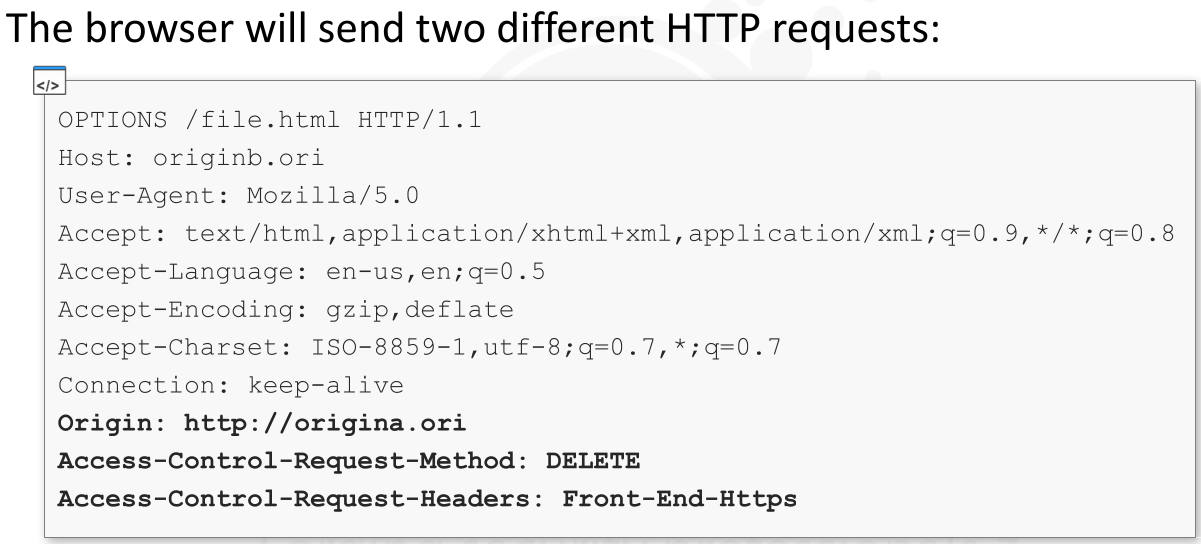 The browser will send two different HTTP requests:
</>
OPTIONS /file.html HTTP/1.1
Host: originb.ori
User-Agent: Mozilla/5.0
Accept: text/html,application/xhtml+xml,application/xml;q=0.9,*/*;q=0.8
Accept-Language: en-us,en;q=0.5
Accept-Encoding: gzip,deflate
Accept-Charset: ISO-8859-1,utf-8;q=0.7,*;q=0.7
Connection: keep-alive
Origin: http://origina.ori
Access-Control-Request-Method: DELETE
Access-Control-Request-Headers: Front-End-Https